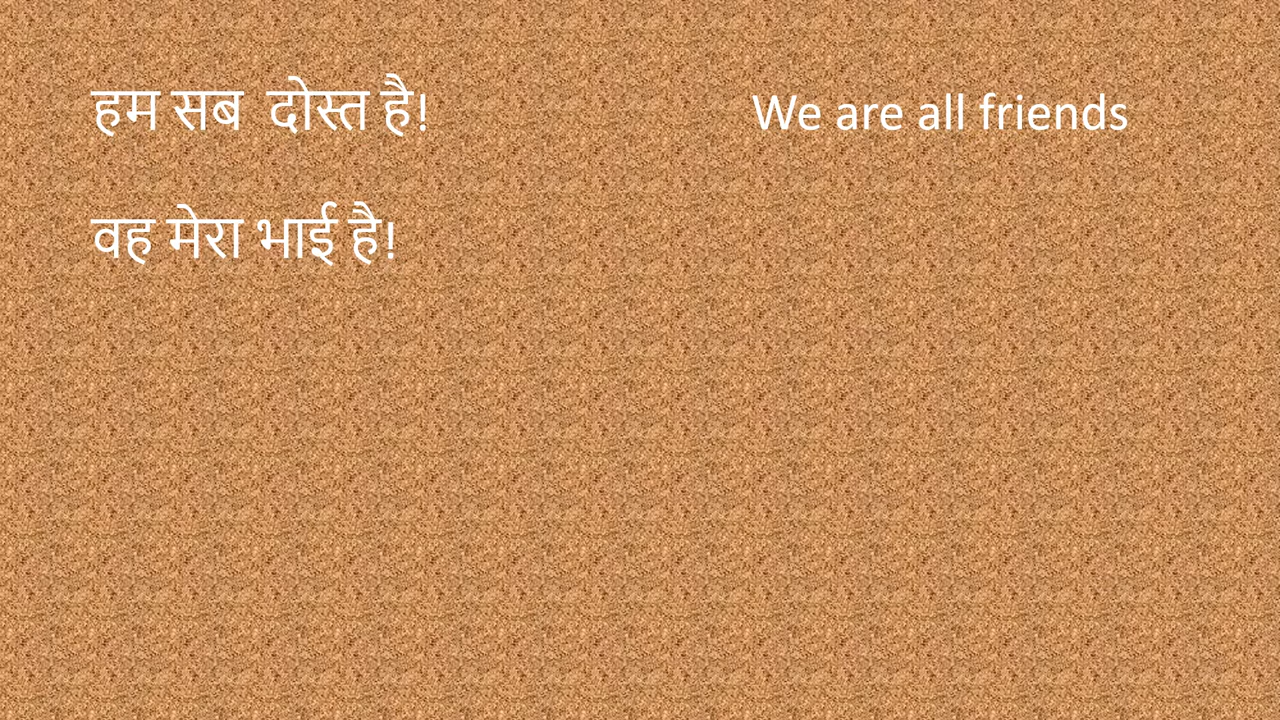 हम सब  दोस्त है!
We are all friends
वह मेरा भाई है!